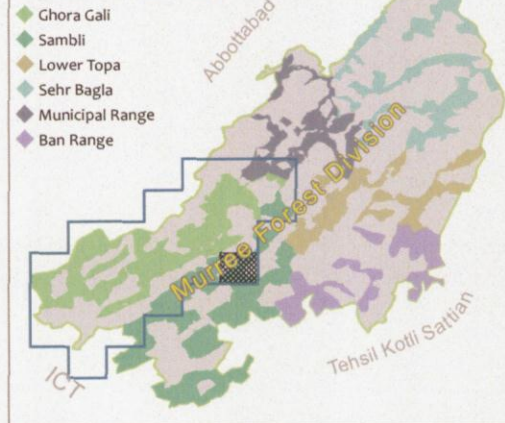 Ghora Gali
Sambli
Lower Topa
Sehr Bagla
Municipal Range
Ban Range
Abbottabad
Murree Forest Division
Tehsil Kotli Sattian
ICT